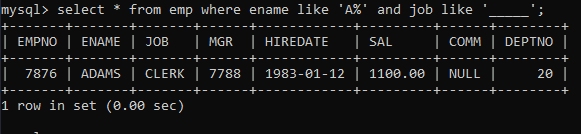 mysql> select * from emp where ename like 'A%' and job like '_____';
+-------+-------+-------+------+------------+---------+------+--------+
| EMPNO | ENAME | JOB   | MGR  | HIREDATE   | SAL     | COMM | DEPTNO |
+-------+-------+-------+------+------------+---------+------+--------+
|  7876 | ADAMS | CLERK | 7788 | 1983-01-12 | 1100.00 | NULL |     20 |
+-------+-------+-------+------+------------+---------+------+--------+
1 row in set (0.00 sec)